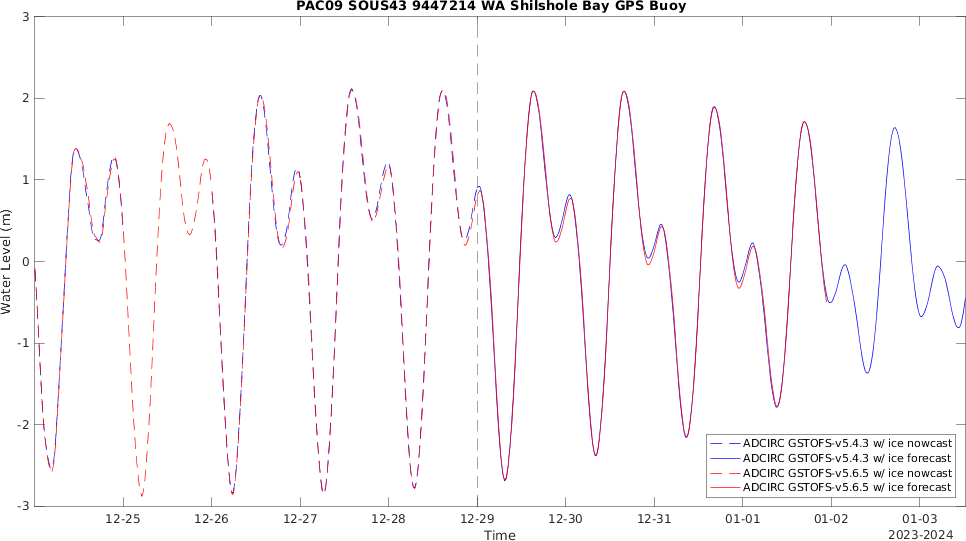 PAC09 SOUS43 9447214 WA Shilshole Bay GPS Buoy
3
2
1
0
-1
-2
-3
Water Level (m)
12-25
12-26
12-27
12-28
12-29
12-30
12-31
01-01
01-02
01-03
Time
2023-2024
ADCIRC GSTOFS-v5.4.3 w/ ice nowcast
ADCIRC GSTOFS-v5.4.3 w/ ice forecast
ADCIRC GSTOFS-v5.6.5 w/ ice nowcast
ADCIRC GSTOFS-v5.6.5 w/ ice forecast